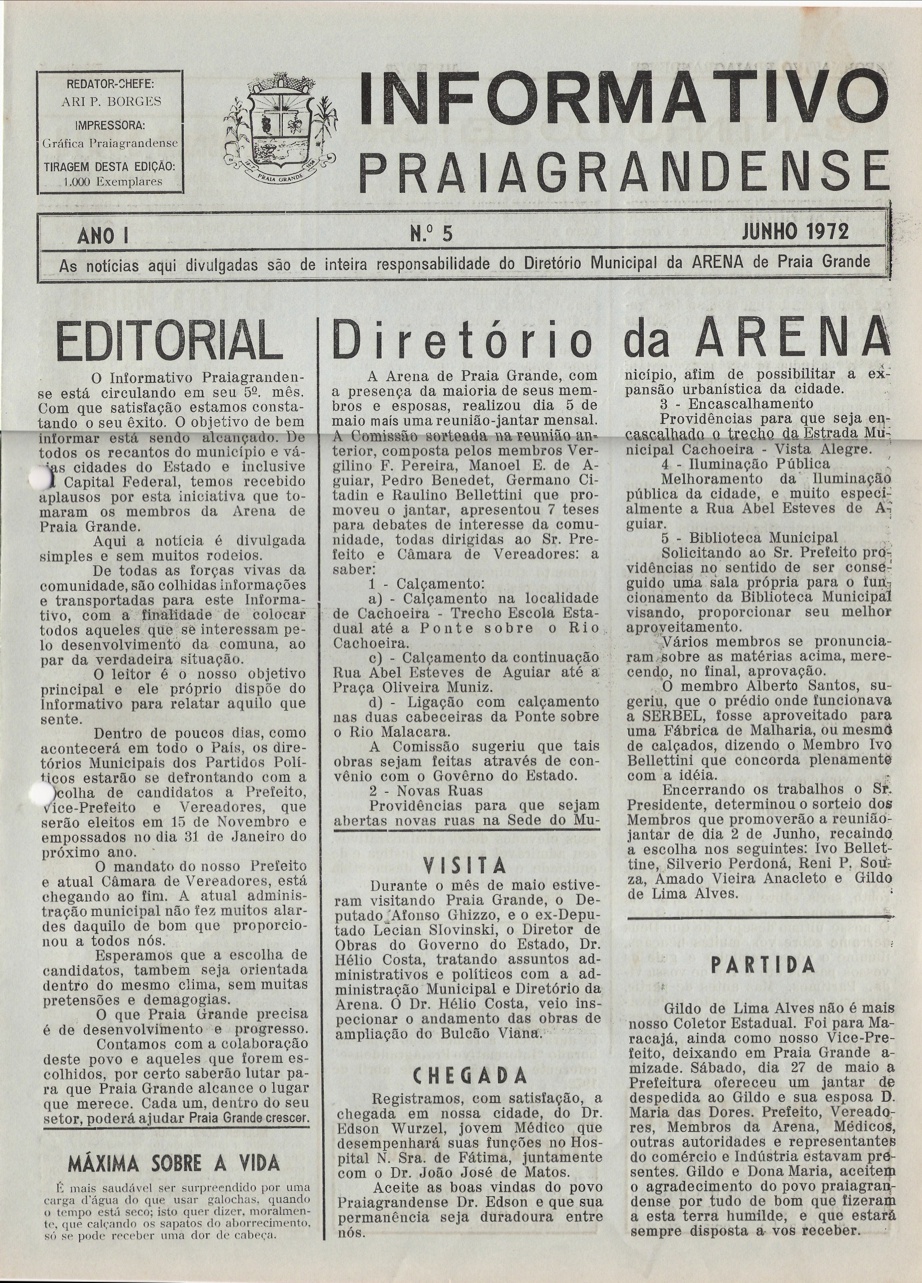 REDATOR-CHEFE:
ARI P. BORGES
IMPRESSORA:
Gráfica Praiagrandense
TIRAGEM DESTA EDIÇÃO:
1.000 Exemplares
PRAIA GRANDE
INFORMATIVO
PRAIAGRANDENSE
ANO I N.º 5 JUNHO 1972
As notícias aqui divulgadas são de inteira responsabilidade do Diretório Municipal da ARENA de Praia Grande
EDITORIAL
O Informativo Praiagranden-
se está circulando em seu 5º. mês.
Com que satisfação estamos consta-
tando o seu êxito. O objetivo de bem
informar está sendo alcançado. De
todos os recantos do município e vá-
ias cidades do Estado e inclusive
Capital Federal, temos recebido
aplausos por esta iniciativa que to-
maram os membros da Arena de
Praia Grande.
Aqui a notícia é divulgada
simples e sem muitos rodeios.
De todas as forças vivas da
comunidade, são colhidas informações
e transportadas para este Informa-
tivo, com a finalidade de colocar
todos aqueles que se interessam pe-
lo desenvolvimento da comuna, ao
par da verdadeira situação.
O leitor é o nosso objetivo
principal e ele próprio dispõe do
Informativo para relatar aquilo que
sente.
Dentro de poucos dias, como
acontecerá em todo o País, os dire-
tórios Municipais dos Partidos Polí-
ticos estarão se defrontando com a
colha de candidatos a Prefeito,
Vice-Prefeito e Vereadores, que
serão eleitos em 15 de Novembro e
empossados no dia 31 de Janeiro do
próximo ano.
O mandato do nosso Prefeito
e atual Câmara de Vereadores, está
chegando ao fim. A atual adminis-
tração municipal não fez muitos alar-
des daquilo de bom que proporcio-
nou a todos nós.
Esperamos que a escolha de
candidatos, tambem seja orientada
dentro do mesmo clima, sem muitas
pretensões e demagogias.
O que Praia Grande precisa
é de desenvolvimento e progresso.
Contamos com a colaboração
deste povo e aqueles que forem es-
colhidos, por certo saberão lutar pa-
ra que Praia Grande alcance o lugar
que merece. Cada um, dentro do seu
setor, poderá ajudar Praia Grande crescer.
MÁXIMA SOBRE A VIDA
É mais saudável ser surpreendido por uma
carga d'água do que usar galochas, quando
o tempo está seco; isto quer dizer, moralmen-
te, que calçando os sapatos do aborrecimento,
só se pode receber uma dor de cabeça.
Diretório da ARENA
A Arena de Praia Grande, com
a presença da maioria de seus mem-
bros e esposas, realizou dia 5 de
maio mais uma reunião-jantar mensal.
A Comissão sorteada na reunião an-
terior, composta pelos membros Ver-
gilino F. Pereira, Manoel E. de A-
guiar, Pedro Benedet, Germano Ci-
tadin e Raulino Bellettini que pro-
moveu o jantar, apresentou 7 teses
para debates de interesse da comu-
nidade, todas dirigidas ao Sr. Pre-
feito e Câmara de Vereadores: a
saber:
1 - Calçamento:
a) - Calçamento na localidade
de Cachoeira - Trecho Escola Esta-
dual até a Ponte sobre o Rio
Cachoeira.
c) - Calçamento da continuação
Rua Abel Esteves de Aguiar até a
Praça Oliveira Muniz.
d) - Ligação com calçamento
nas duas cabeceiras da Ponte sobre
o Rio Malacara.
A Comissão sugeriu que tais
obras sejam feitas através de con-
vênio com o Govêrno do Estado.
2 - Novas Ruas
Providências para que sejam
abertas novas ruas na Sede do Mu-
nicípio, afim de possibilitar a ex-
pansão urbanística da cidade.
3 - Encascalhamento
Providências para que seja en-
cascalhado o trecho da Estrada Mu-
nicipal Cachoeira - Vista Alegre.
4 - Iluminação Pública
Melhoramento da Iluminação
pública da cidade, e muito especi-
almente a Rua Abel Esteves de A-
guiar.
5 - Biblioteca Municipal
Solicitando ao Sr. Prefeito pro-
vidências no sentido de ser conse-
guido uma sala própria para o fun-
cionamento da Biblioteca Municipal
visando, proporcionar seu melhor
aproveitamento.
Vários membros se pronuncia-
ram sobre as matérias acima, mere-
cendo, no final, aprovação.
O membro Alberto Santos, su-
geriu, que o prédio onde funcionava
a SERBEL, fosse aproveitado para
uma Fábrica de Malharia, ou mesmo
de calçados, dizendo o Membro Ivo
Bellettini que concorda plenamente
com a idéia.
Encerrando os trabalhos o Sr.
Presidente, determinou o sorteio dos
Membros que promoverão a reunião-
jantar de dia 2 de Junho, recaindo
a escolha nos seguintes: Ivo Bellet-
tine, Silverio Perdoná, Reni P. Sou-
za, Amado Vieira Anacleto e Gildo
de Lima Alves.
VISITA
Durante o mês de maio estive-
ram visitando Praia Grande, o De-
putado Afonso Ghizzo, e o ex-Depu-
tado Lecian Slovinski, o Diretor de
Obras do Governo do Estado, Dr.
Hélio Costa, tratando assuntos ad-
ministrativos e políticos com a ad-
ministração Municipal e Diretório da
Arena. O Dr. Hélio Costa, veio ins-
pecionar o andamento das obras de
ampliação do Bulcão Viana.
CHEGADA
Registramos, com satisfação, a
chegada em nossa cidade, do Dr.
Edson Wurzel, jovem Médico que
desempenhará suas funções no Hos-
pital N. Sra. de Fátima, juntamente
com o Dr. João José de Matos.
Aceite as boas vindas do povo
Praiagrandense Dr. Edson e que sua
permanência seja duradoura entre
nós.
PARTIDA
Gildo de Lima Alves não é mais
nosso Coletor Estadual. Foi para Ma-
racajá, ainda como nosso Vice-Pre-
feito, deixando em Praia Grande a-
mizade. Sábado, dia 27 de maio a
Prefeitura ofereceu um jantar de
despedida ao Gildo e sua esposa D.
Maria das Dores. Prefeito, Vereado-
res, Membros da Arena, Médicos,
outras autoridades e representantes
do comércio e Indústria estavam pre-
sentes. Gildo e Dona Maria, aceitem
o agradecimento do povo praiagran-
dense por tudo de bom que fizeram
a esta terra humilde, e que estará
sempre disposta a vos receber.